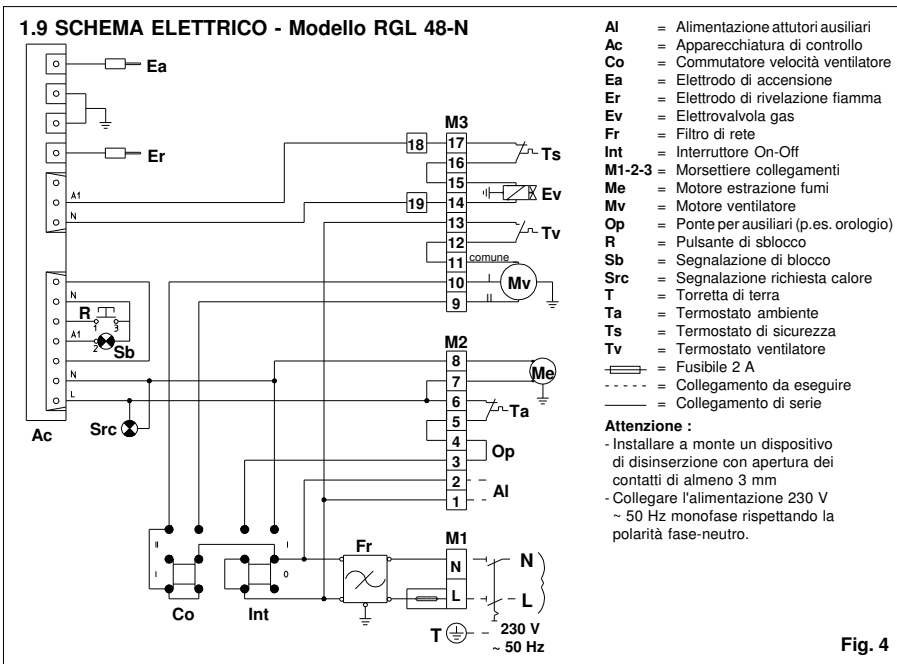 1.9 SCHEMA ELETTRICO - Modello RGL 48-N
Ea
Er
A1
N
N
R
1 3
A1
2
Sb
N
L
Src
Ac
M3
18 17
16
15
19 14
13
12
11 comune
10 I
9 II
Ts
Ev
Tv
Mv
M2
8
7
6
5
4
3
2
1
Me
Ta
Op
Al
II
I
I
0
Co
Int
Fr
M1
N N
L L
T 230 V
~ 50 Hz
Al = Alimentazione attutori ausiliari
Ac = Apparecchiatura di controllo
Co = Commutatore velocità ventilatore
Ea = Elettrodo di accensione
Er = Elettrodo di rivelazione fiamma
Ev = Elettrovalvola gas
Fr = Filtro di rete
Int = Interruttore On-Off
M1-2-3 = Morsettiere collegamenti
Me = Motore estrazione fumi
Mv = Motore ventilatore
Op = Ponte per ausiliari (p.es. orologio)
R = Pulsante di sblocco
Sb = Segnalazione di blocco
Src = Segnalazione richiesta calore
T = Torretta di terra
Ta = Termostato ambiente
Ts = Termostato di sicurezza
Tv = Termostato ventilatore
= Fusibile 2 A
- - - - - = Collegamento da eseguire
——— = Collegamento di serie
Attenzione :
- Installare a monte un dispositivo
di disinserzione con apertura dei
contatti di almeno 3 mm
- Collegare l'alimentazione 230 V
~ 50 Hz monofase rispettando la
polarità fase-neutro.
Fig. 4